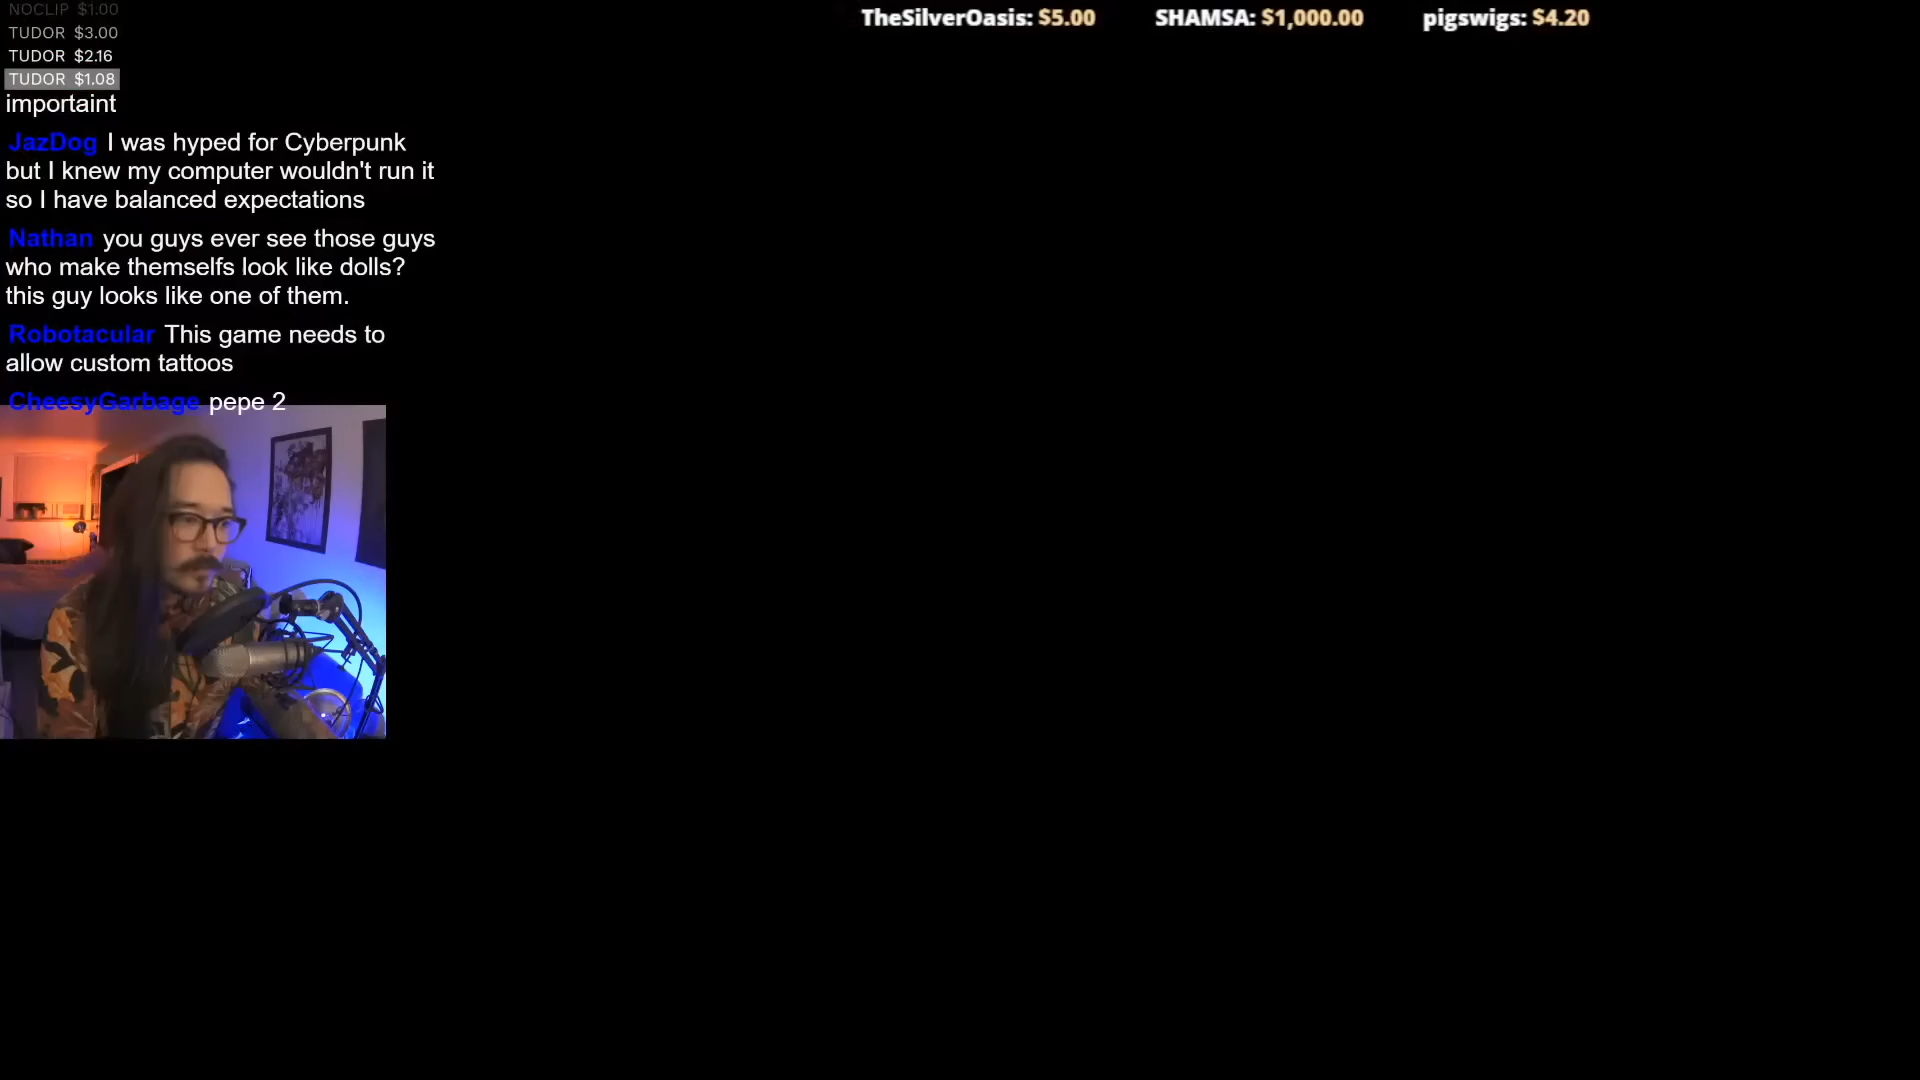 NOCLIP $1.00
TUDOR $3.00
TUDOR $2.16
TUDOR $1.08
TheSilverOasis: $5.00 SHAMSA: $1,000.00 pigswigs: $4.20
importaint
JazDog I was hyped for Cyberpunk
but I knew my computer wouldn't run it
so I have balanced expectations
Nathan you guys ever see those guys
who make themselfs look like dolls?
this guy looks like one of them.
Robotacular This game needs to
allow custom tattoos
CheesyGarbage pepe 2